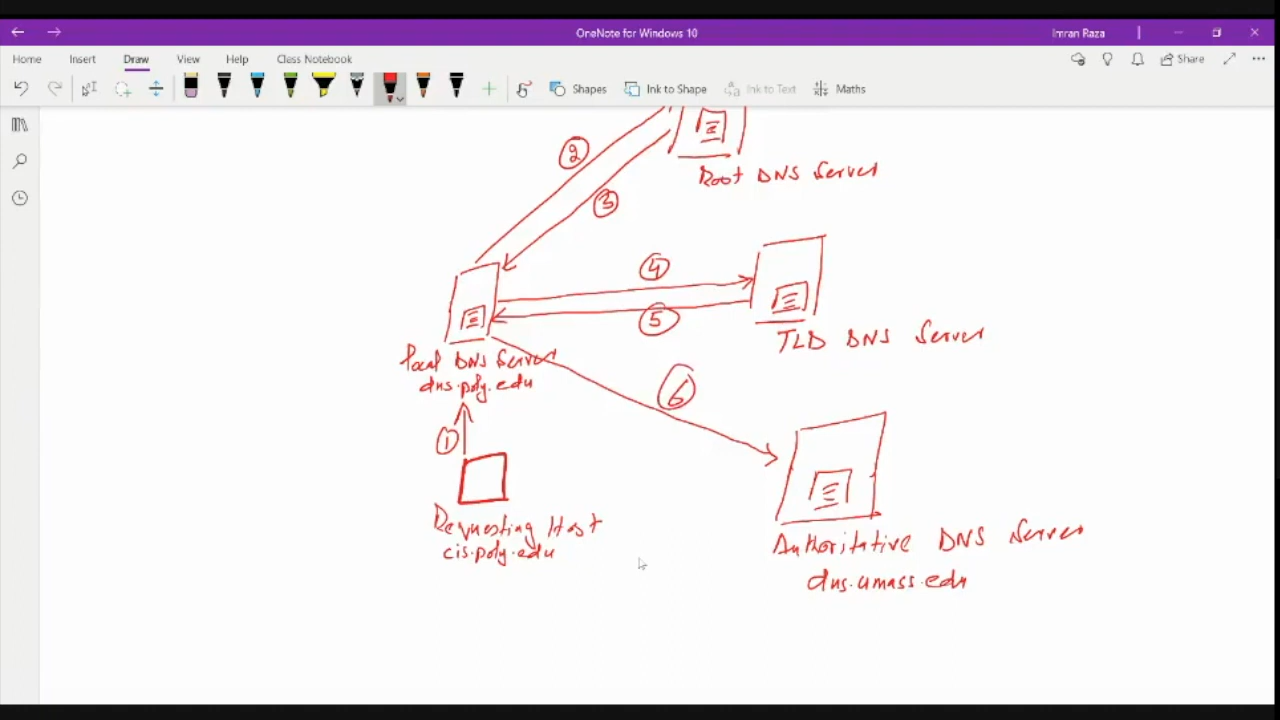 OneNote for Windows 10
Imran Raza
Home
Insert
Draw
View
Help
Class Notebook
Share
Shapes
Ink to Shape
Ink to Text
Maths
2
Root DNS Server
3
4
5
TLD DNS Server
local DNS Server
dns.poly.edu
6
1
Requesting Host
cis.poly.edu
Authoritative DNS Server
dns.umass.edu